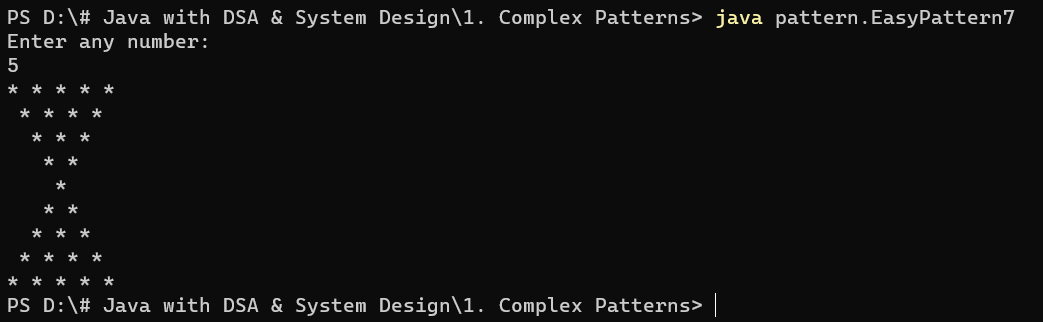 PS D:\# Java with DSA & System Design\1. Complex Patterns> java pattern.EasyPattern7
Enter any number:
5
* * * * *
 * * * *
  * * *
   * *
    *
   * *
  * * *
 * * * *
* * * * *
PS D:\# Java with DSA & System Design\1. Complex Patterns>